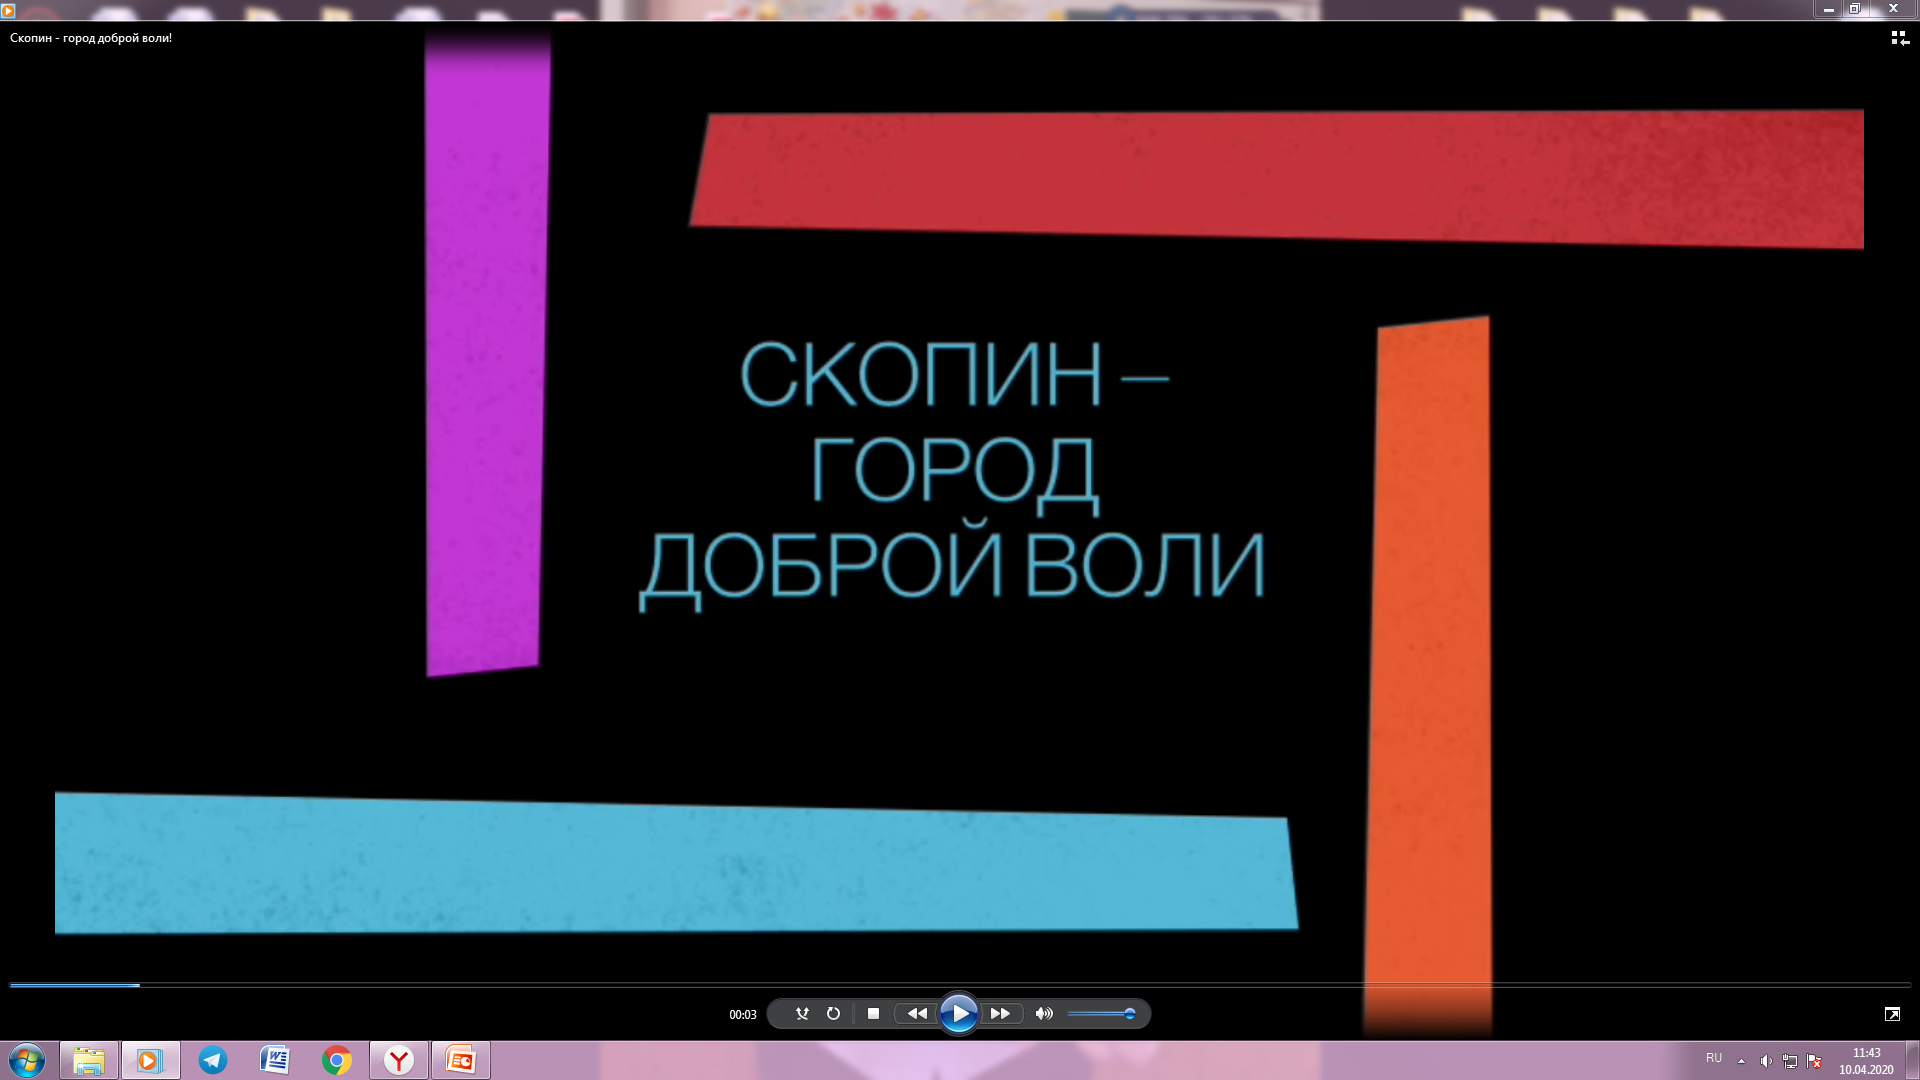 Скопин - город доброй воли!
СКОПИН –
ГОРОД
ДОБРОЙ ВОЛИ
00:03
RU
11:43
10.04.2020